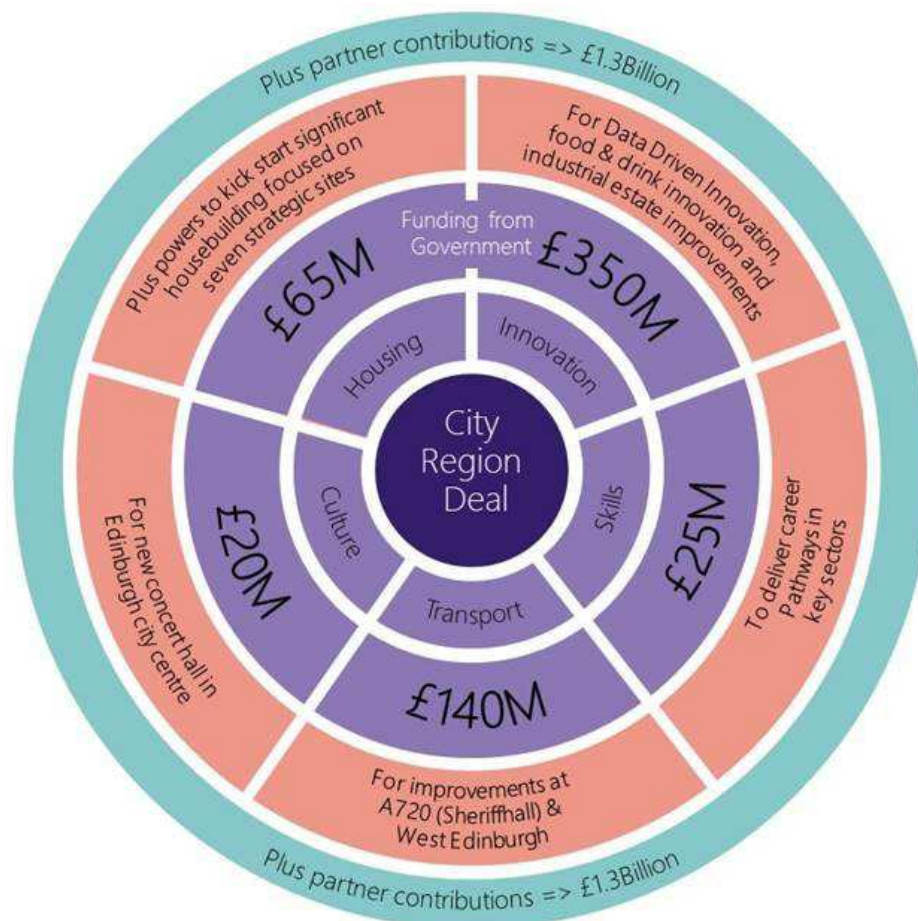 Plus partner contributions => £1.3Billion
Plus powers to kick start significant
housebuilding focused on
seven strategic sites
For Data Driven Innovation,
food & drink innovation and
industrial estate improvements
Funding from
Government
£65M
£350M
Housing
Innovation
City
Region
Deal
Culture
Skills
£20M
£25M
For new concert hall in
Edinburgh city centre
To deliver career
Pathways in
key sectors
Transport
£140M
For improvements at
A720 (Sheriffhall) &
West Edinburgh
Plus partner contributions => £1.3Billion